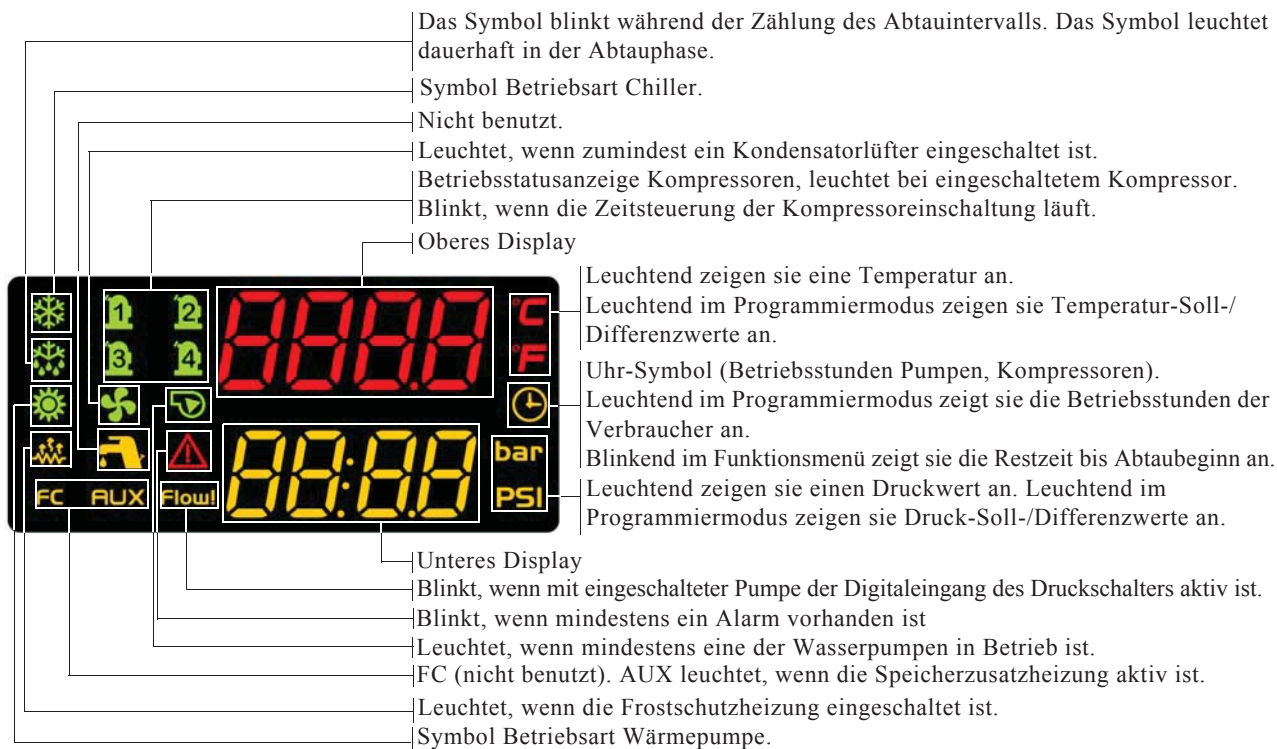 Das Symbol blinkt während der Zählung des Abtauintervalls. Das Symbol leuchtet
dauerhaft in der Abtauphase.
Symbol Betriebsart Chiller.
Nicht benutzt.
Leuchtet, wenn zumindest ein Kondensatorlüfter eingeschaltet ist.
Betriebsstatusanzeige Kompressoren, leuchtet bei eingeschaltetem Kompressor.
Blinkt, wenn die Zeitsteuerung der Kompressoreinschaltung läuft.
Oberes Display
1 2
3 4
88:8.8
88:8.8
°C
°F
bar
PSI
FC AUX Flow!
Leuchtend zeigen sie eine Temperatur an.
Leuchtend im Programmiermodus zeigen sie Temperatur-Soll-/
Differenzwerte an.
Uhr-Symbol (Betriebsstunden Pumpen, Kompressoren).
Leuchtend im Programmiermodus zeigt sie die Betriebsstunden der
Verbraucher an.
Blinkend im Funktionsmenü zeigt sie die Restzeit bis Abtaubeginn an.
Leuchtend zeigen sie einen Druckwert an. Leuchtend im
Programmiermodus zeigen sie Druck-Soll-/Differenzwerte an.
Unteres Display
Blinkt, wenn mit eingeschalteter Pumpe der Digitaleingang des Druckschalters aktiv ist.
Blinkt, wenn mindestens ein Alarm vorhanden ist
Leuchtet, wenn mindestens eine der Wasserpumpen in Betrieb ist.
FC (nicht benutzt). AUX leuchtet, wenn die Speicherzusatzheizung aktiv ist.
Leuchtet, wenn die Frostschutzheizung eingeschaltet ist.
Symbol Betriebsart Wärmepumpe.